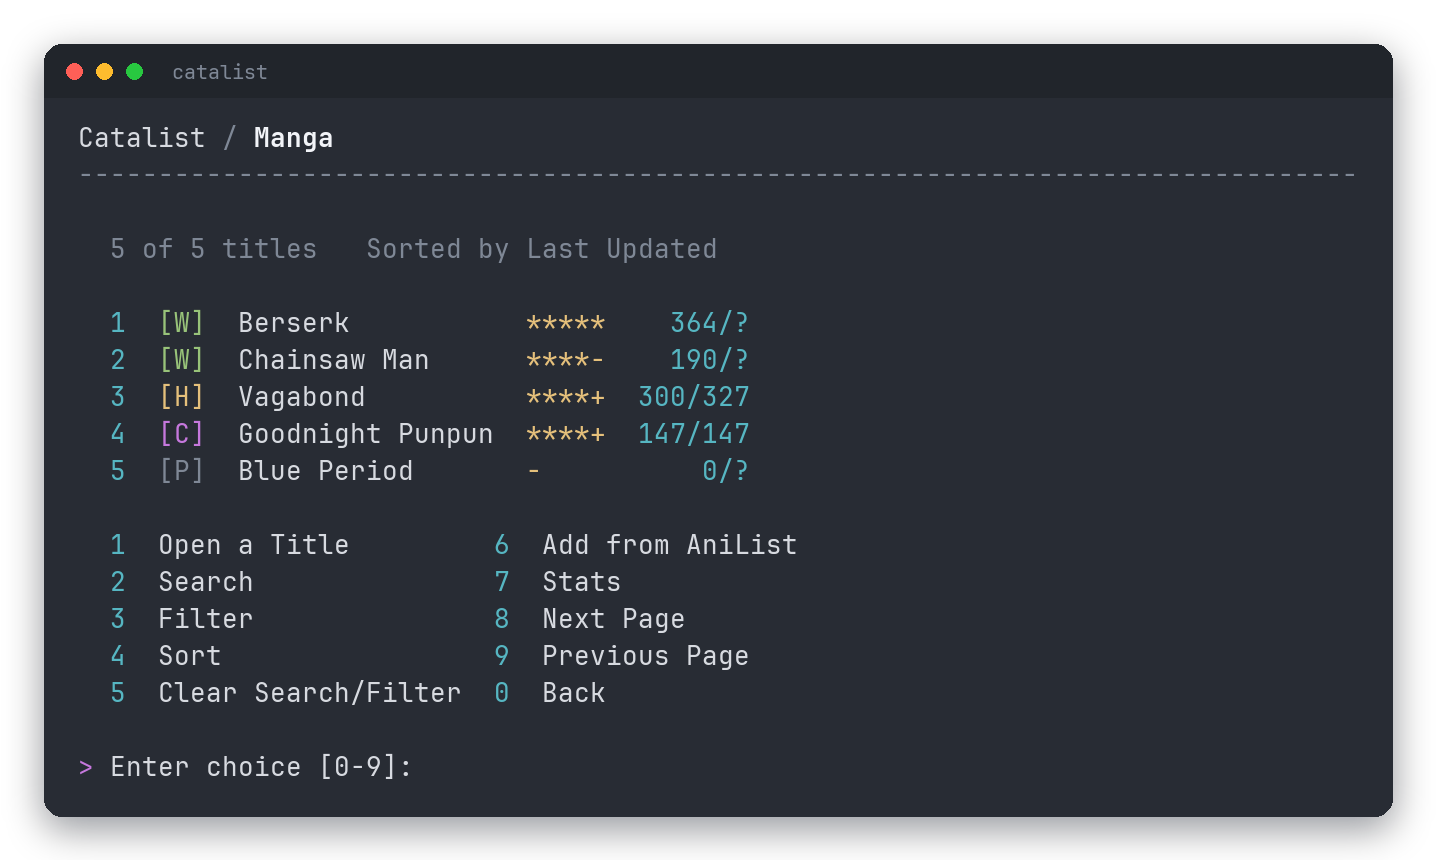 catalist
Catalist / Manga
--------------------------------------------------------------------------------
5 of 5 titles   Sorted by Last Updated
1  [W]  Berserk           *****    364/?
2  [W]  Chainsaw Man      ****-    190/?
3  [H]  Vagabond          ****+  300/327
4  [C]  Goodnight Punpun  ****+  147/147
5  [P]  Blue Period       -          0/?
1  Open a Title         6  Add from AniList
2  Search               7  Stats
3  Filter               8  Next Page
4  Sort                 9  Previous Page
5  Clear Search/Filter  0  Back
> Enter choice [0-9]: